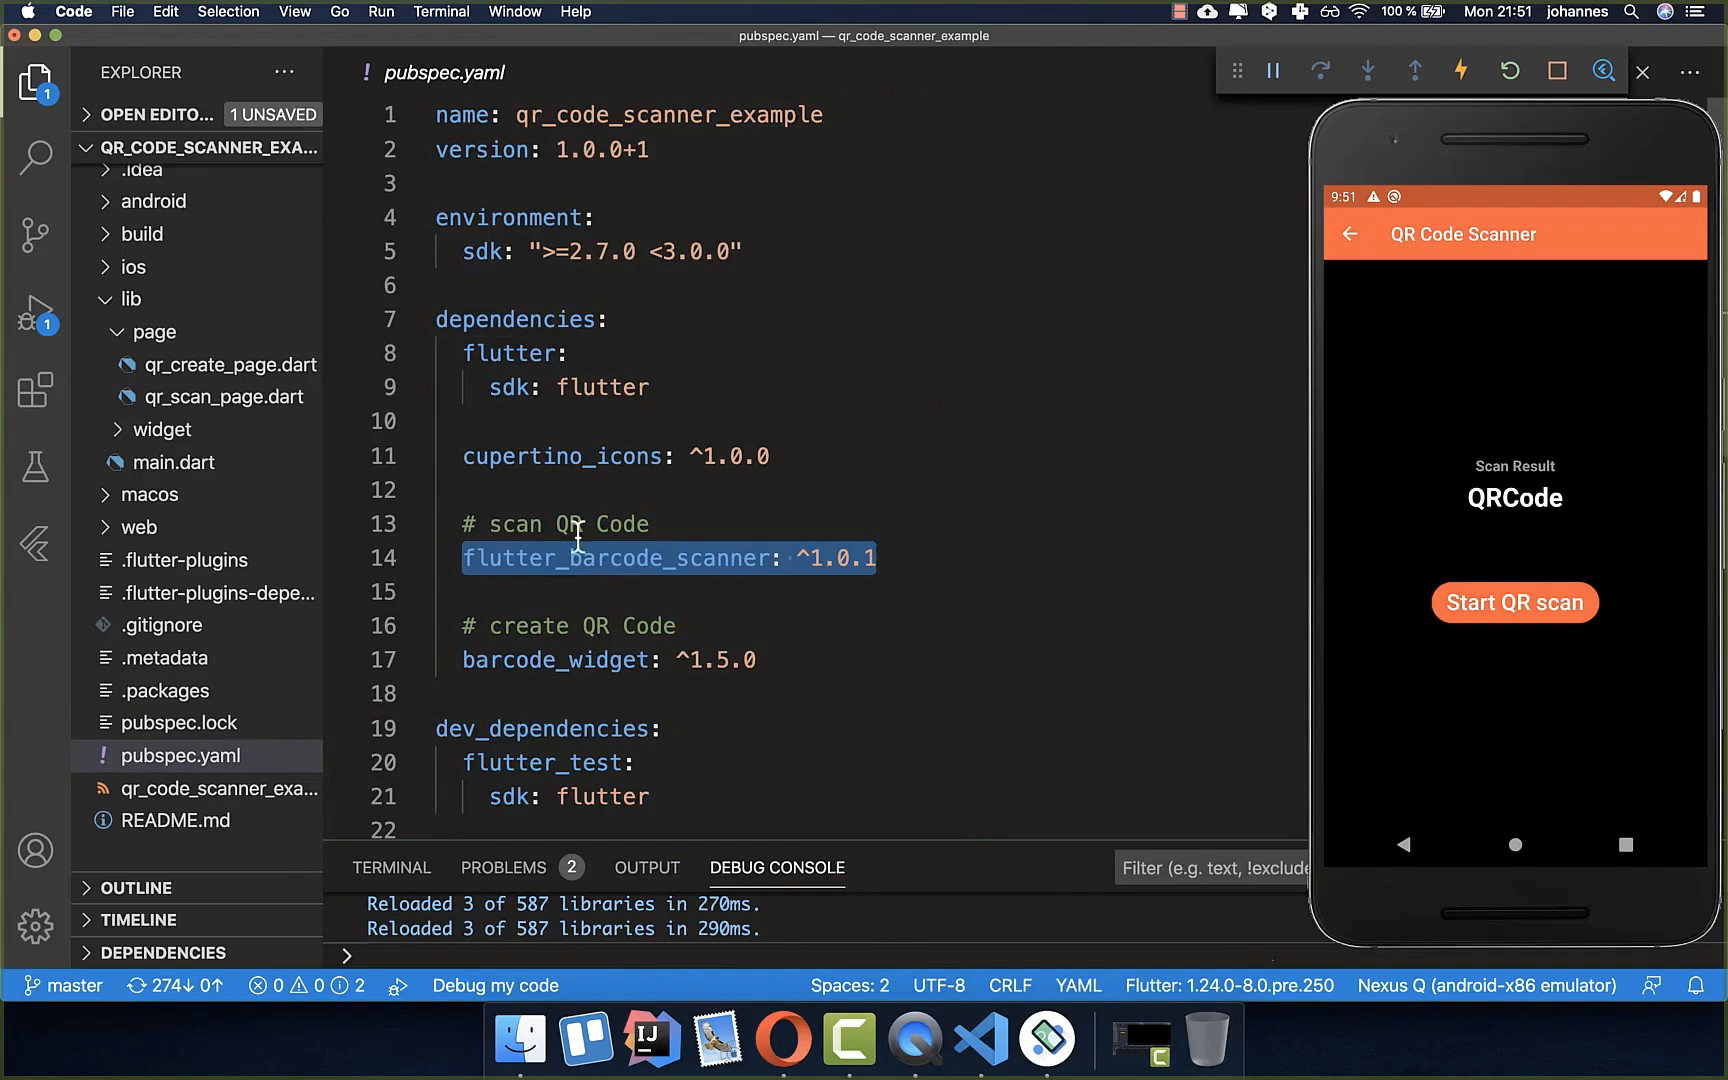 Code File Edit Selection View Go Run Terminal Window Help 100 % Mon 21:51 johannes
pubspec.yaml — qr_code_scanner_example
EXPLORER
OPEN EDITO... 1 UNSAVED
QR_CODE_SCANNER_EXA...
.idea
android
build
ios
lib
page
qr_create_page.dart
qr_scan_page.dart
widget
main.dart
macos
web
.flutter-plugins
.flutter-plugins-depe...
.gitignore
.metadata
.packages
pubspec.lock
! pubspec.yaml
qr_code_scanner_exa...
README.md
OUTLINE
TIMELINE
DEPENDENCIES
1
1
! pubspec.yaml
1 name: qr_code_scanner_example
2 version: 1.0.0+1
3
4 environment:
5 sdk: ">=2.7.0 <3.0.0"
6
7 dependencies:
8 flutter:
9 sdk: flutter
10
11 cupertino_icons: ^1.0.0
12
13 # scan QR Code
14 flutter_barcode_scanner: ^1.0.1
15
16 # create QR Code
17 barcode_widget: ^1.5.0
18
19 dev_dependencies:
20 flutter_test:
21 sdk: flutter
22
TERMINAL PROBLEMS 2 OUTPUT DEBUG CONSOLE Filter (e.g. text, !exclude
Reloaded 3 of 587 libraries in 270ms.
Reloaded 3 of 587 libraries in 290ms.
9:51
QR Code Scanner
Scan Result
QRCode
Start QR scan
master 274↓ 0↑ 0 0 2 Debug my code Spaces: 2 UTF-8 CRLF YAML Flutter: 1.24.0-8.0.pre.250 Nexus Q (android-x86 emulator)
IJ